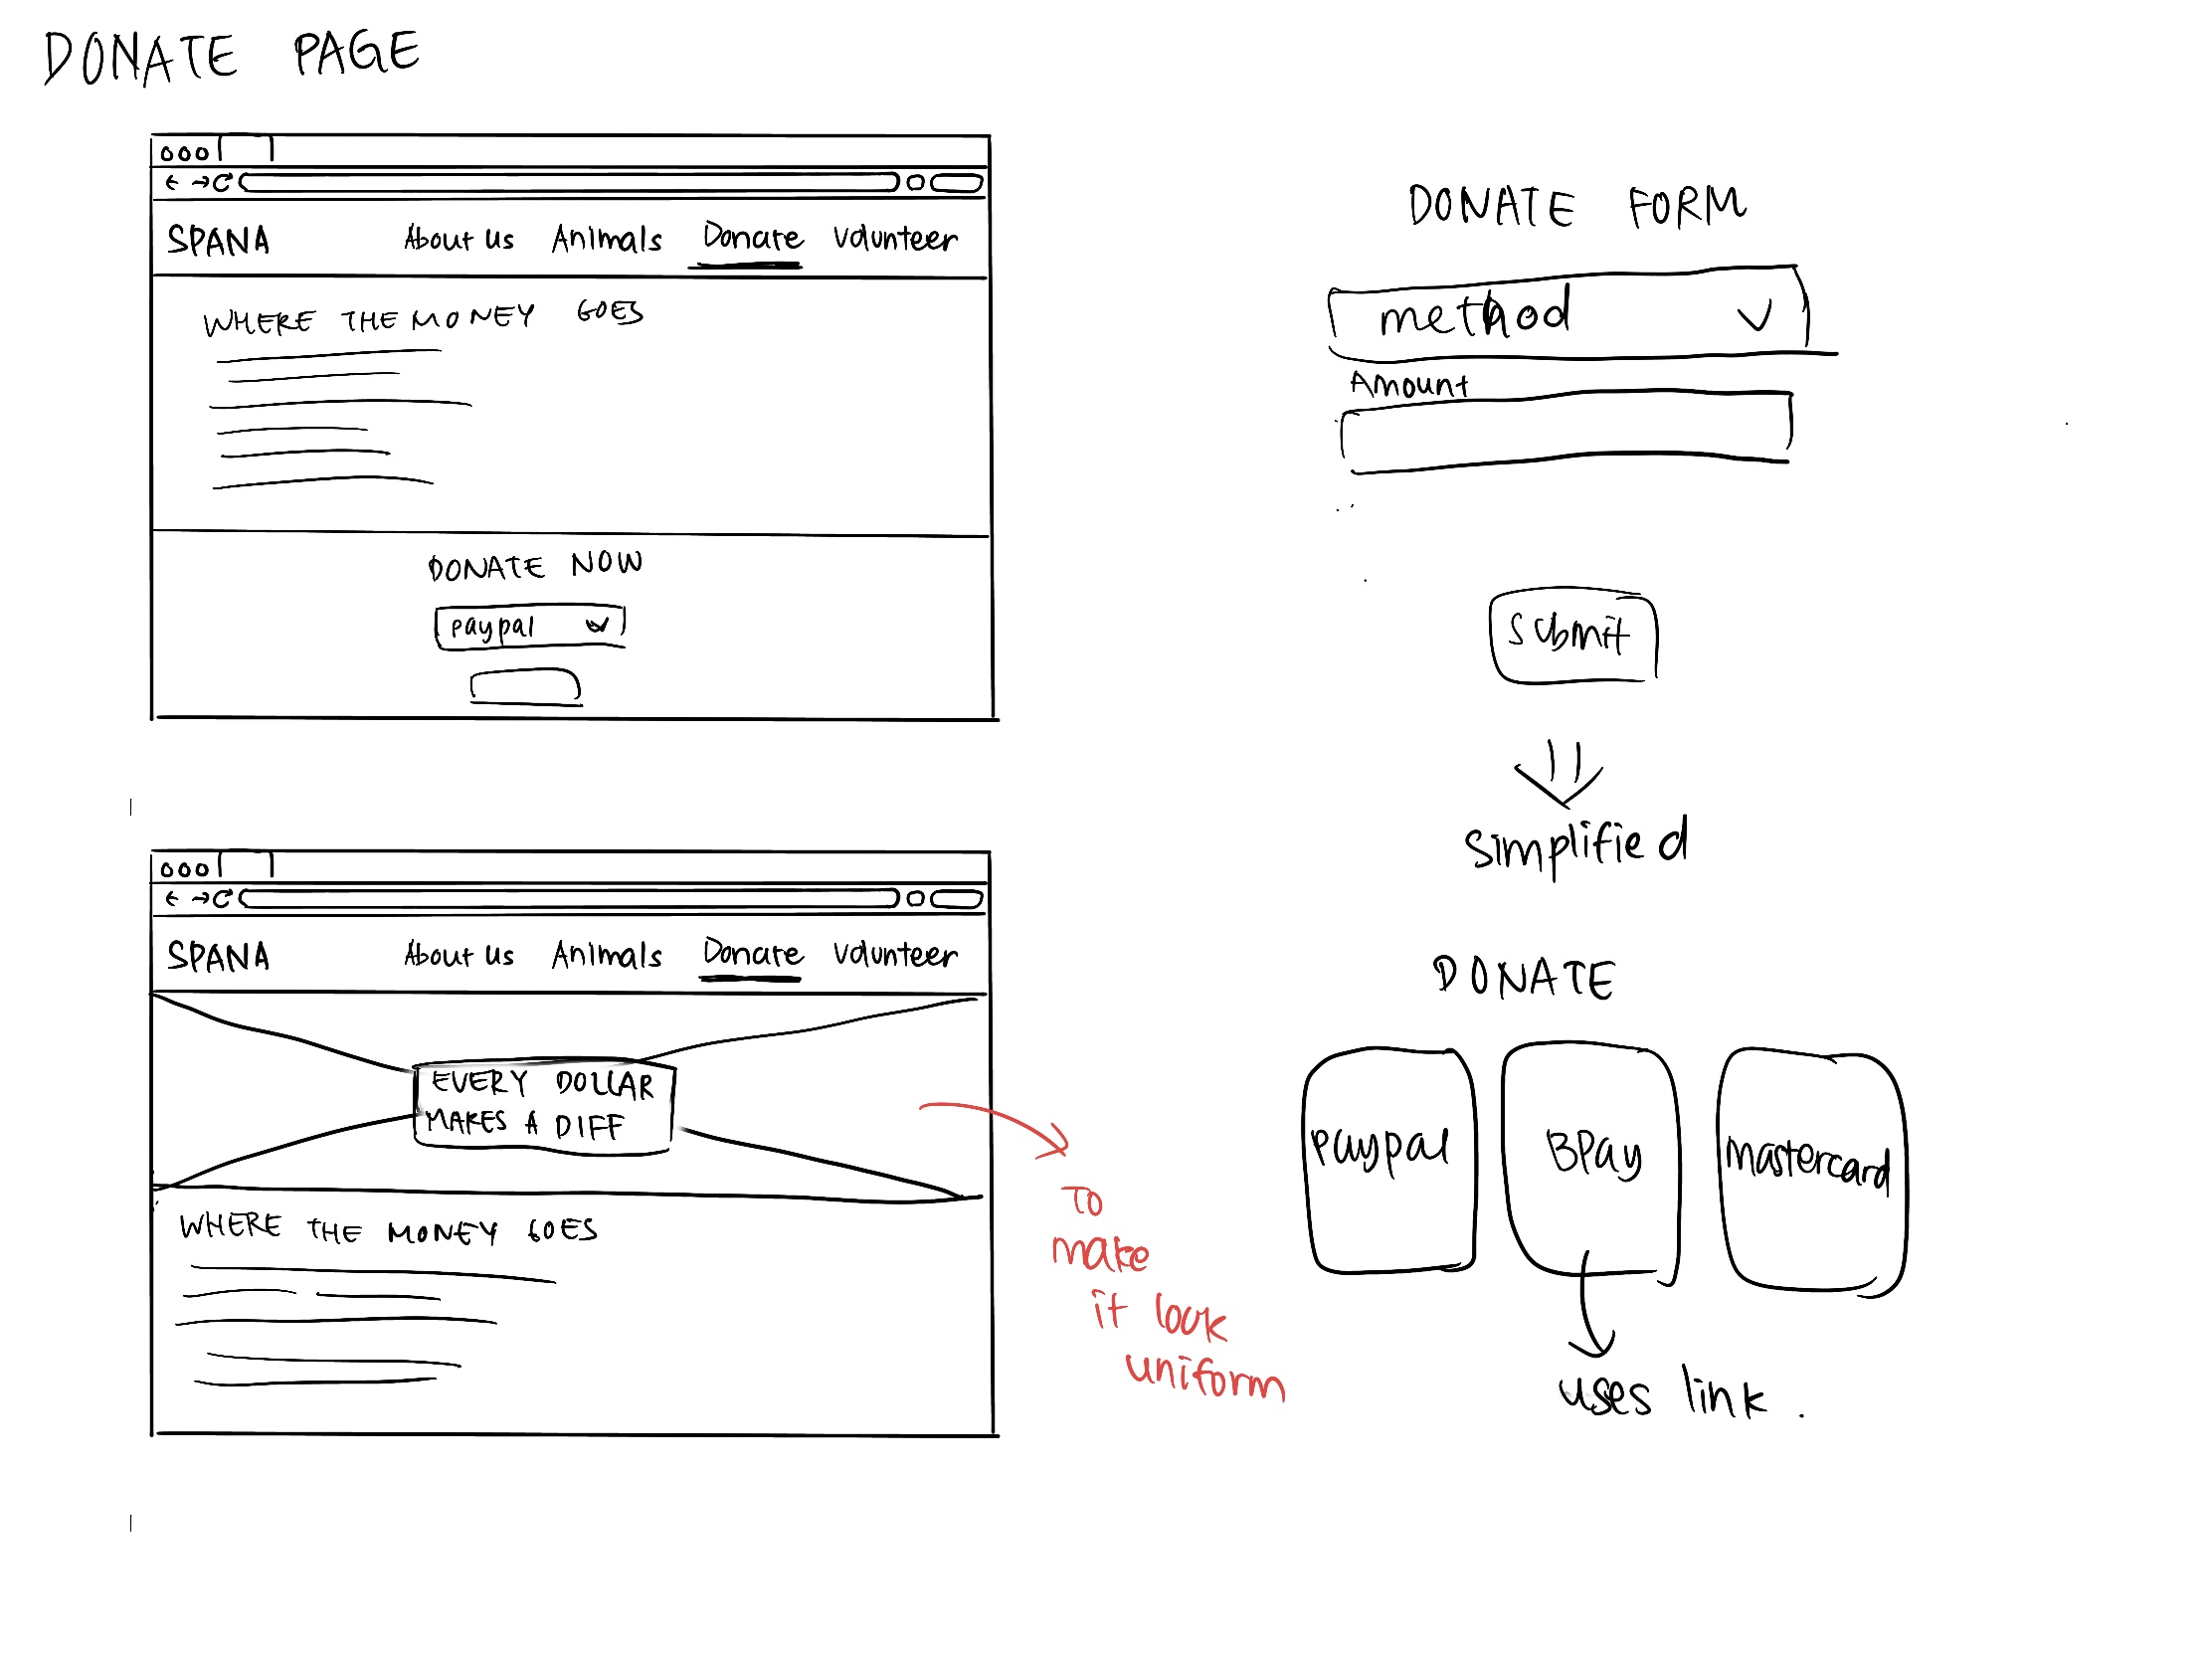 DONATE PAGE
SPANA About us Animals Donate Volunteer
WHERE THE MONEY GOES
DONATE NOW
paypal
SPANA About us Animals Donate Volunteer
EVERY DOLLAR
MAKES A DIFF
WHERE THE MONEY GOES
TO
make
it look
uniform
DONATE FORM
method
Amount
submit
simplified
DONATE
Paypal BPay mastercard
uses link.